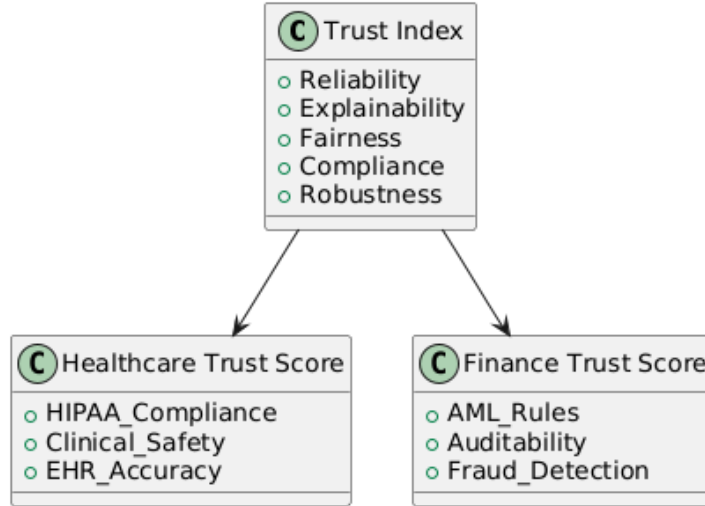 C Trust Index
Reliability
Explainability
Fairness
Compliance
Robustness
C Healthcare Trust Score
HIPAA_Compliance
Clinical_Safety
EHR_Accuracy
C Finance Trust Score
AML_Rules
Auditability
Fraud_Detection